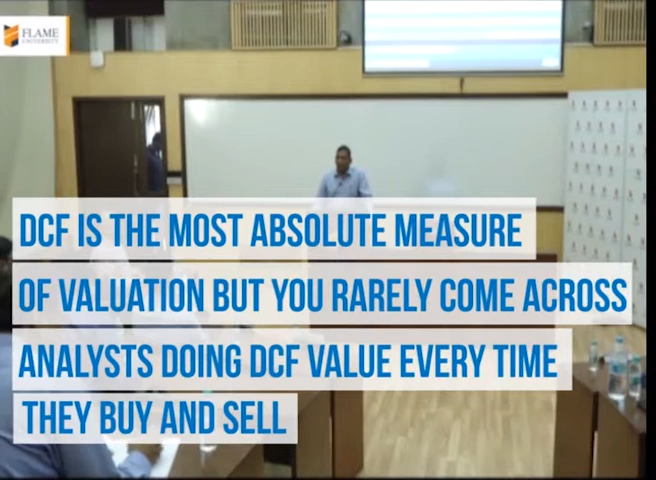 FLAME
UNIVERSITY
DCF IS THE MOST ABSOLUTE MEASURE
OF VALUATION BUT YOU RARELY COME ACROSS
ANALYSTS DOING DCF VALUE EVERY TIME
THEY BUY AND SELL